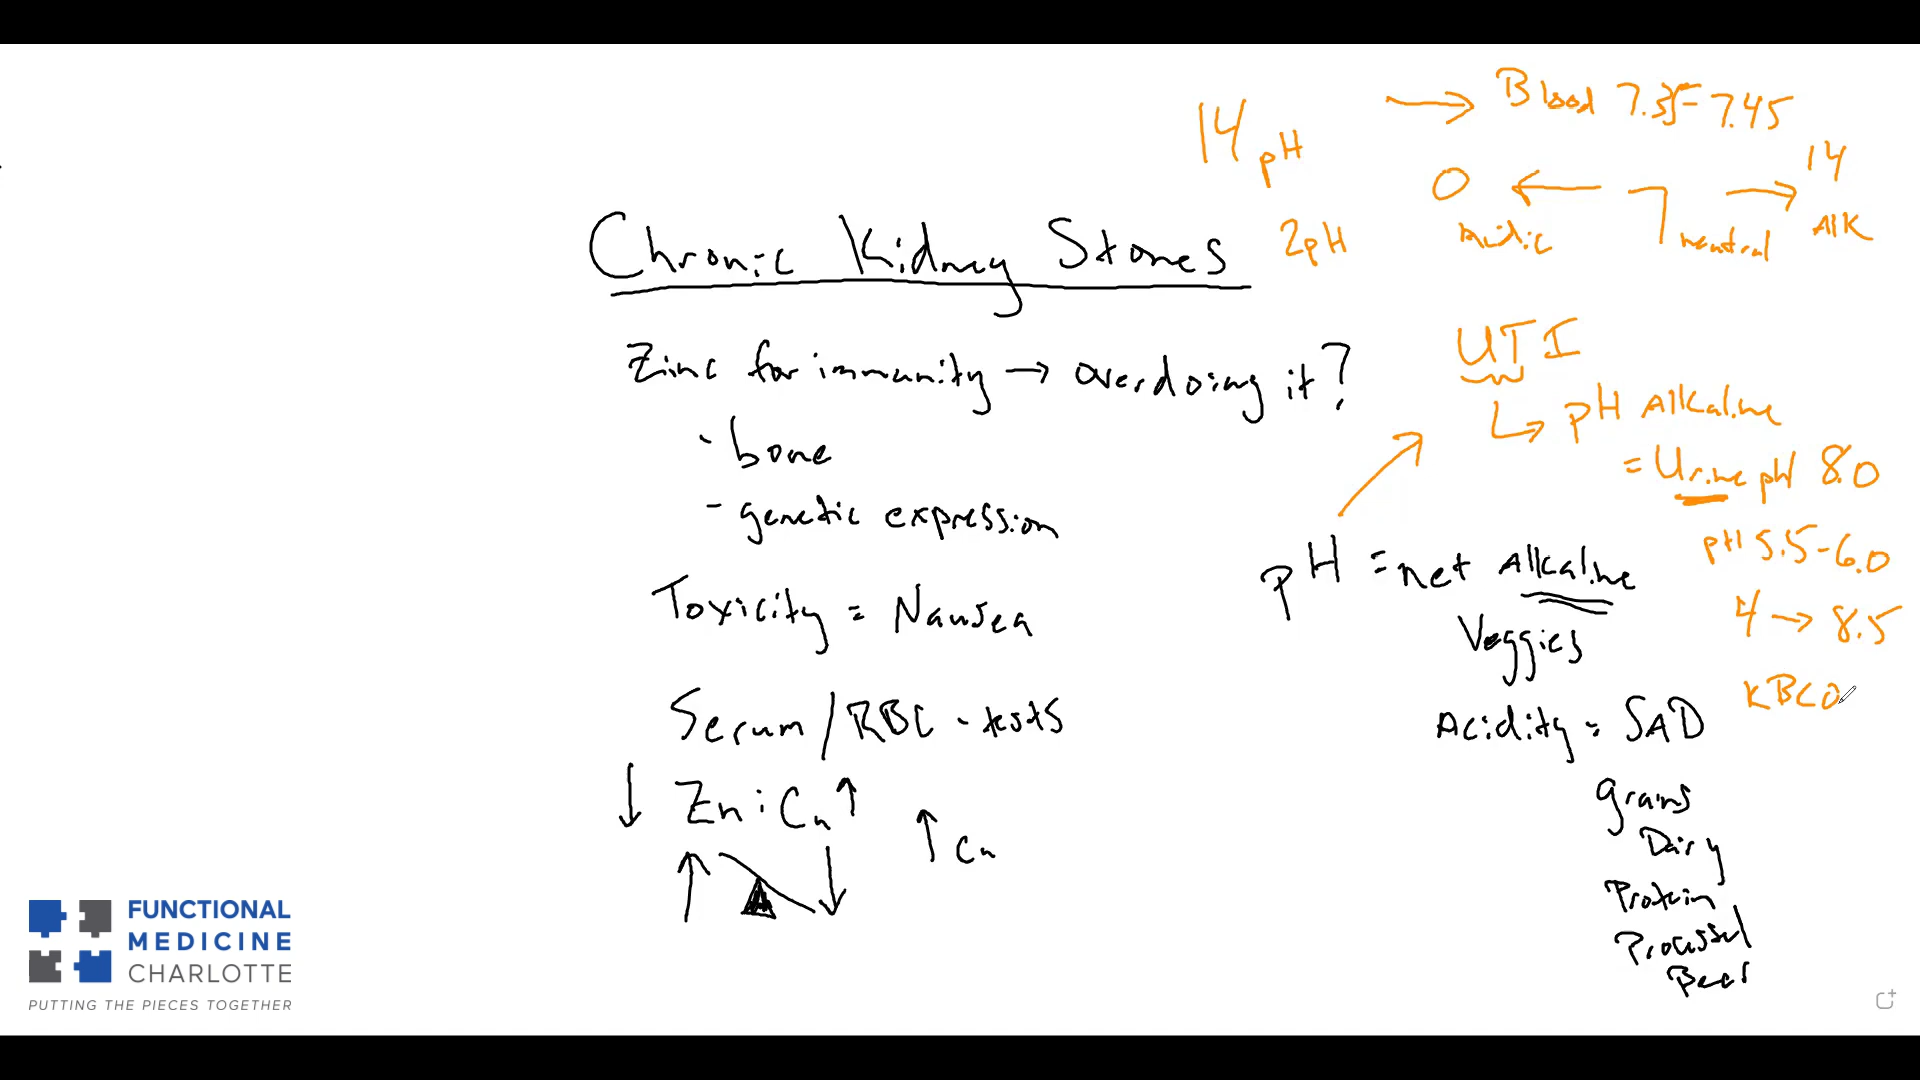 14 pH
→ Blood 7.35-7.45
0 ← 7 → 14
Acidic neutral Alk
2pH
Chronic Kidney Stones
Zinc for immunity → overdoing it?
· bone
- genetic expression
Toxicity = Nausea
Serum/RBC - tests
↓ Zn:Cu ↑
↑ Cu
↑ ↓
UTI
↳ pH Alkaline
= Urine pH 8.0
pH 5.5-6.0
4 → 8.5
KBCO
pH = net Alkaline
Veggies
Acidity = SAD
grains
Dairy
Protein
Processed
Beer
FUNCTIONAL
MEDICINE
CHARLOTTE
PUTTING THE PIECES TOGETHER